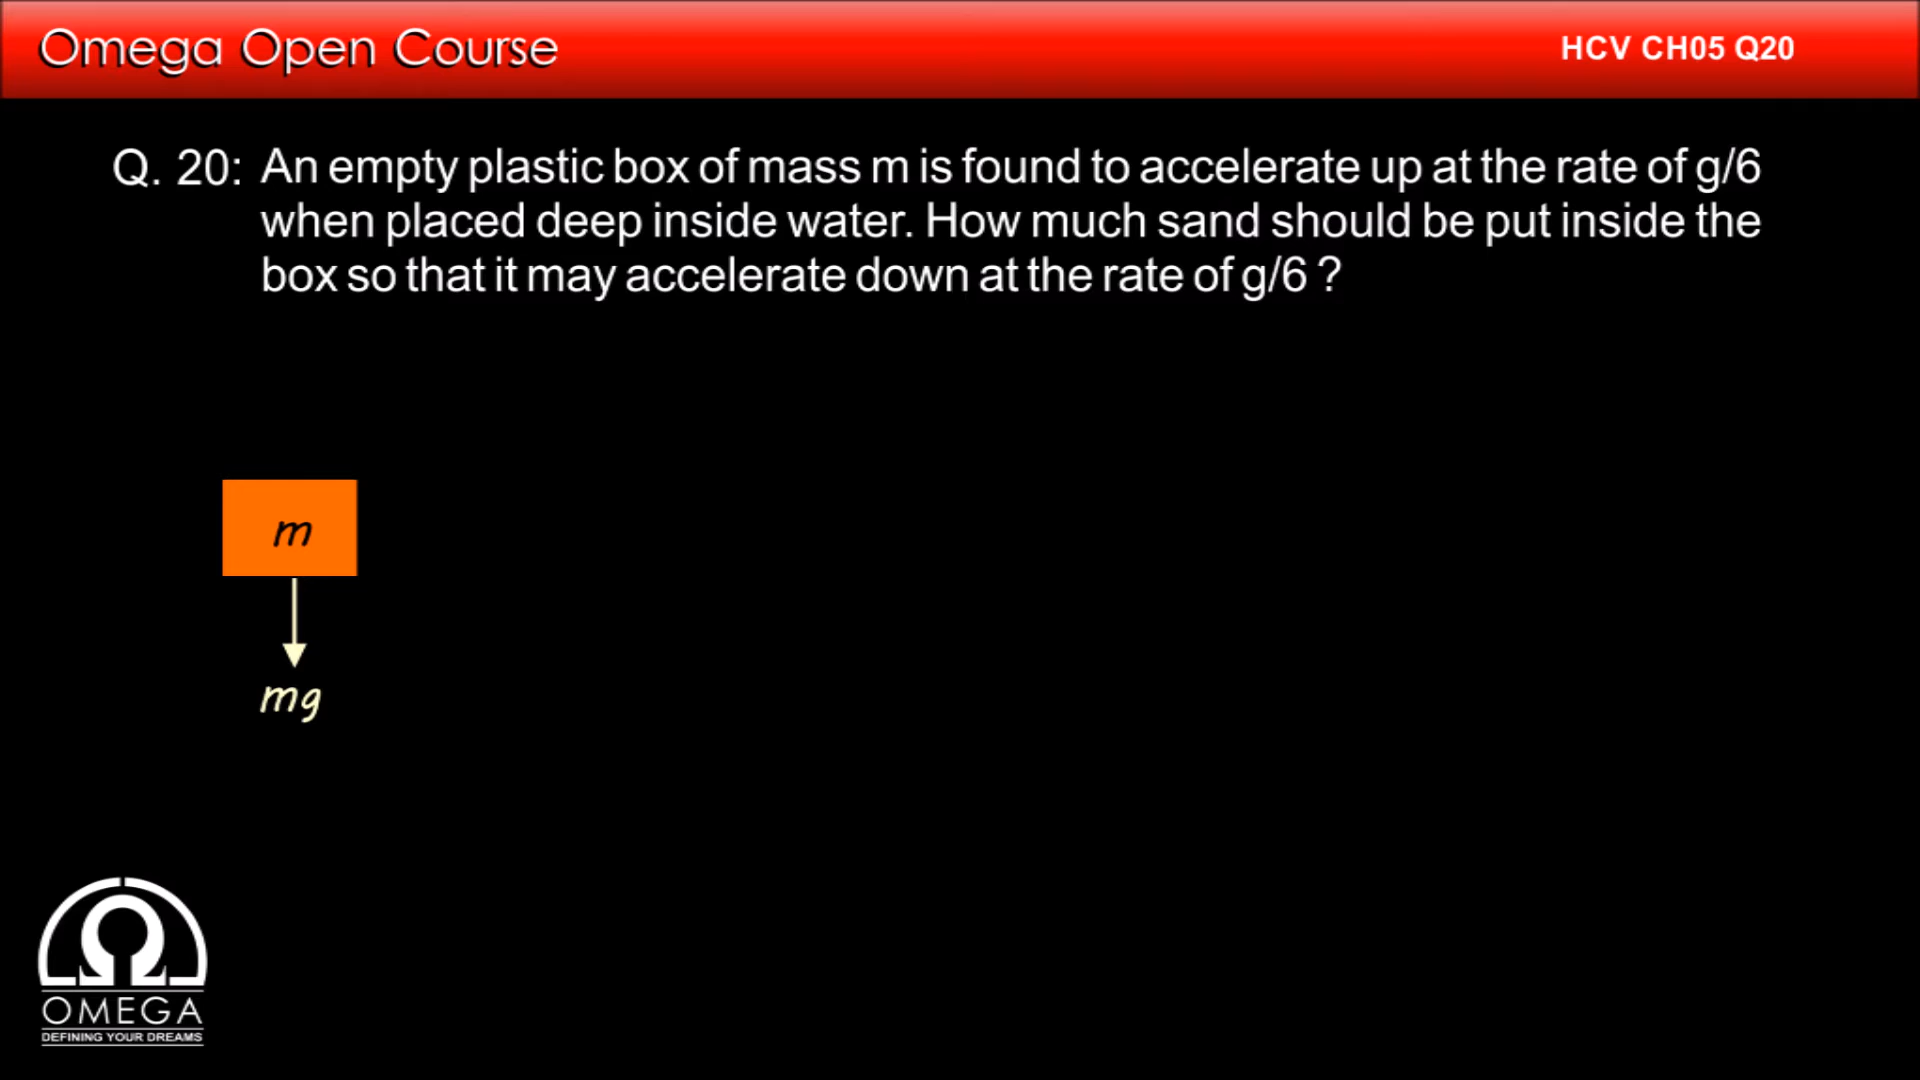 Omega Open Course
HCV CH05 Q20
Q. 20: An empty plastic box of mass m is found to accelerate up at the rate of g/6
when placed deep inside water. How much sand should be put inside the
box so that it may accelerate down at the rate of g/6 ?
m
mg
OMEGA
DEFINING YOUR DREAMS